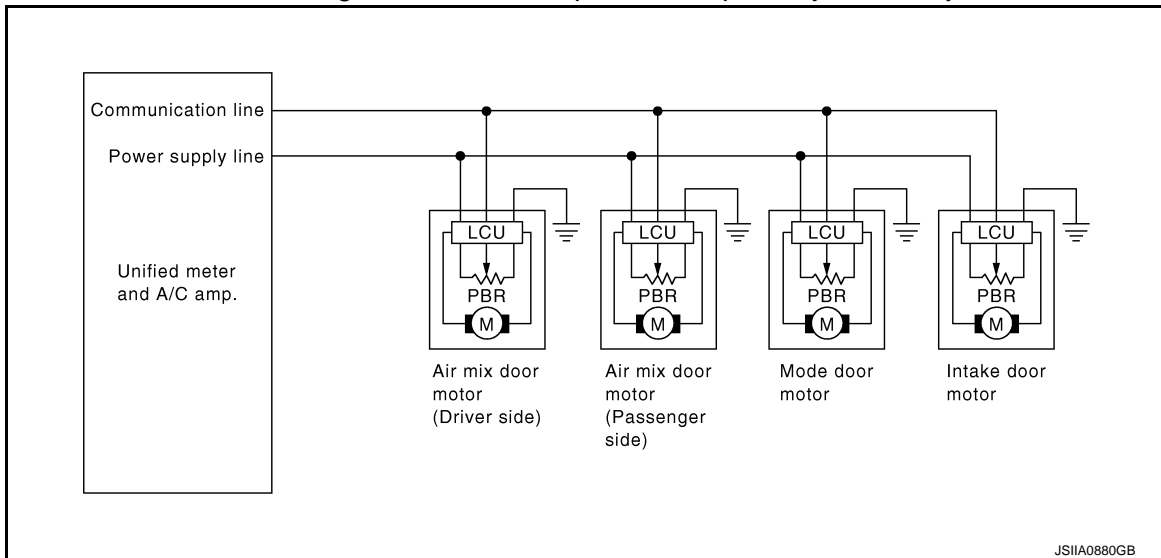 Communication line
Power supply line
Unified meter
and A/C amp.
LCU
PBR
M
Air mix door
motor
(Driver side)
LCU
PBR
M
Air mix door
motor
(Passenger
side)
LCU
PBR
M
Mode door
motor
LCU
PBR
M
Intake door
motor
JSIIA0880GB